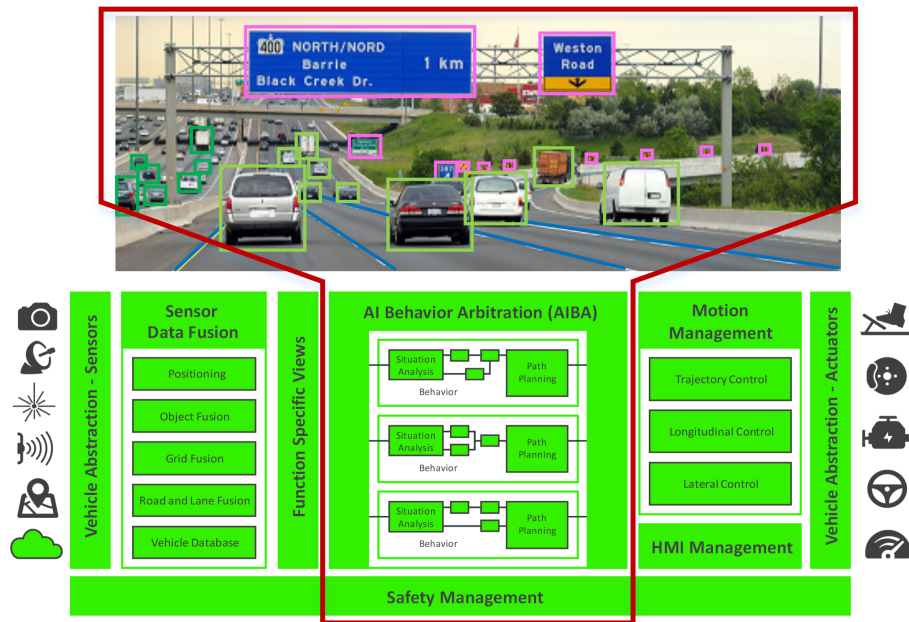 400 NORTH/NORD
Barrie
Black Creek Dr.
1 km
Weston
Road
Vehicle Abstraction - Sensors
Sensor
Data Fusion
Positioning
Object Fusion
Grid Fusion
Road and Lane Fusion
Vehicle Database
Function Specific Views
AI Behavior Arbitration (AIBA)
Situation
Analysis
Behavior
Path
Planning
Situation
Analysis
Behavior
Path
Planning
Situation
Analysis
Behavior
Path
Planning
Motion
Management
Trajectory Control
Longitudinal Control
Lateral Control
HMI Management
Vehicle Abstraction - Actuators
Safety Management